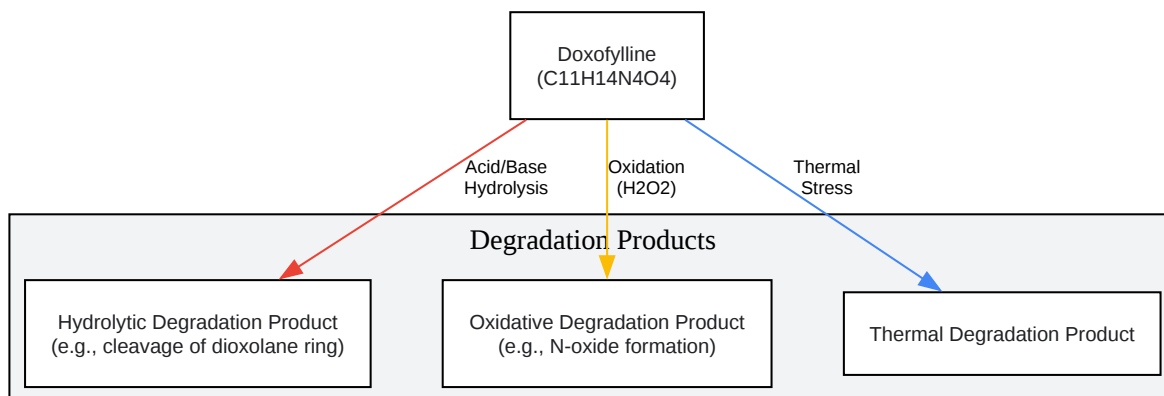 Doxofylline
(C11H14N4O4)
Acid/Base
Hydrolysis
Oxidation
(H2O2)
Thermal
Stress
Degradation Products
Hydrolytic Degradation Product
(e.g., cleavage of dioxolane ring)
Oxidative Degradation Product
(e.g., N-oxide formation)
Thermal Degradation Product